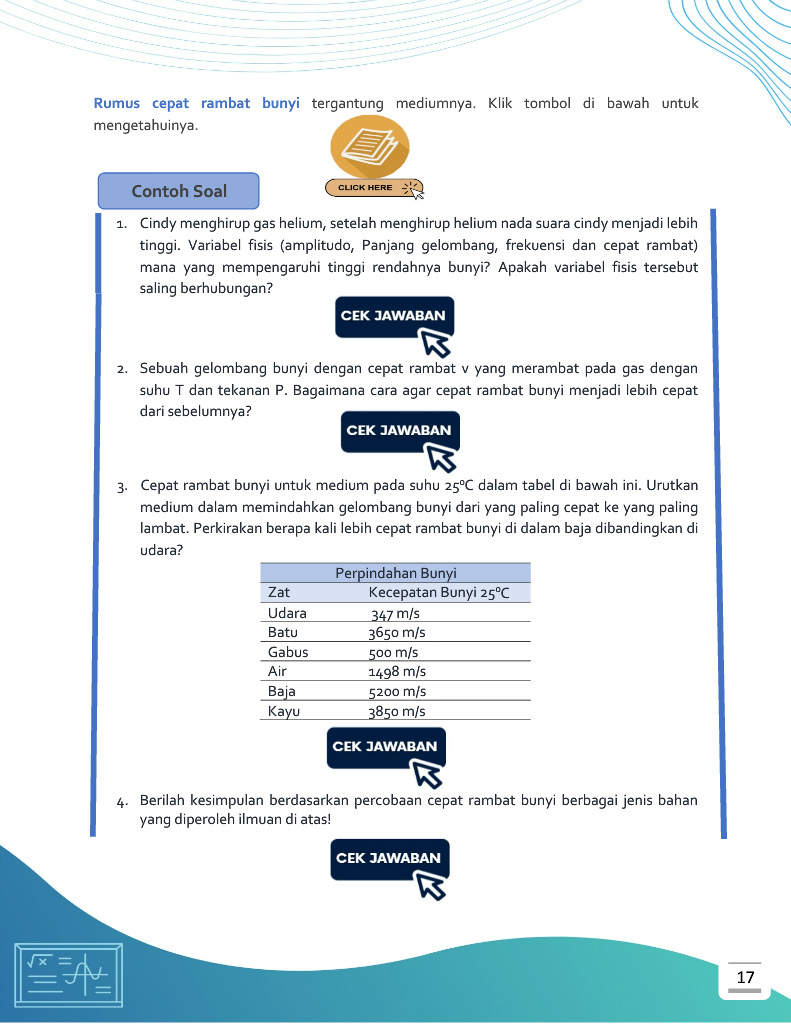 Rumus cepat rambat bunyi tergantung mediumnya. Klik tombol di bawah untuk
mengetahuinya.
CLICK HERE
Contoh Soal
1. Cindy menghirup gas helium, setelah menghirup helium nada suara cindy menjadi lebih
tinggi. Variabel fisis (amplitudo, Panjang gelombang, frekuensi dan cepat rambat)
mana yang mempengaruhi tinggi rendahnya bunyi? Apakah variabel fisis tersebut
saling berhubungan?
CEK JAWABAN
2. Sebuah gelombang bunyi dengan cepat rambat v yang merambat pada gas dengan
suhu T dan tekanan P. Bagaimana cara agar cepat rambat bunyi menjadi lebih cepat
dari sebelumnya?
CEK JAWABAN
3. Cepat rambat bunyi untuk medium pada suhu 25°C dalam tabel di bawah ini. Urutkan
medium dalam memindahkan gelombang bunyi dari yang paling cepat ke yang paling
lambat. Perkirakan berapa kali lebih cepat rambat bunyi di dalam baja dibandingkan di
udara?
Perpindahan Bunyi
Zat Kecepatan Bunyi 25°C
Udara 347 m/s
Batu 3650 m/s
Gabus 500 m/s
Air 1498 m/s
Baja 5200 m/s
Kayu 3850 m/s
CEK JAWABAN
4. Berilah kesimpulan berdasarkan percobaan cepat rambat bunyi berbagai jenis bahan
yang diperoleh ilmuan di atas!
CEK JAWABAN
√x
17